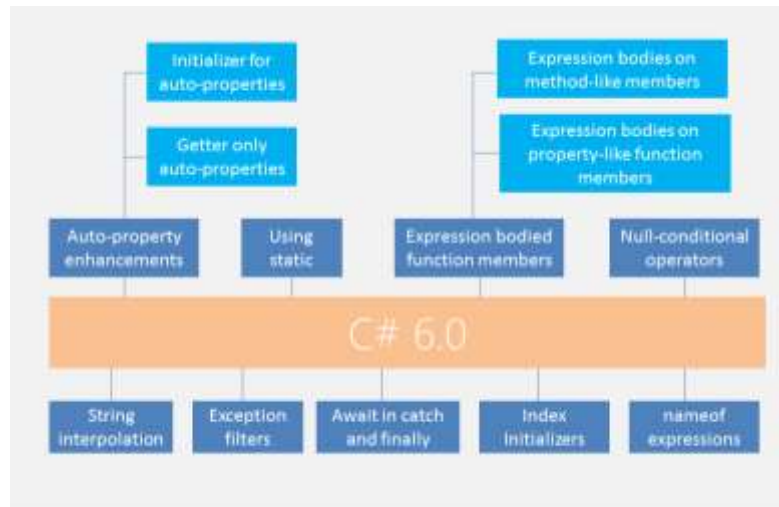 Initializer for
auto-properties
Expression bodies on
method-like members
Getter only
auto-properties
Expression bodies on
property-like function
members
Auto-property
enhancements
Using
static
Expression bodied
function members
Null-conditional
operators
C# 6.0
String
interpolation
Exception
filters
Await in catch
and finally
Index
Initializers
nameof
expressions